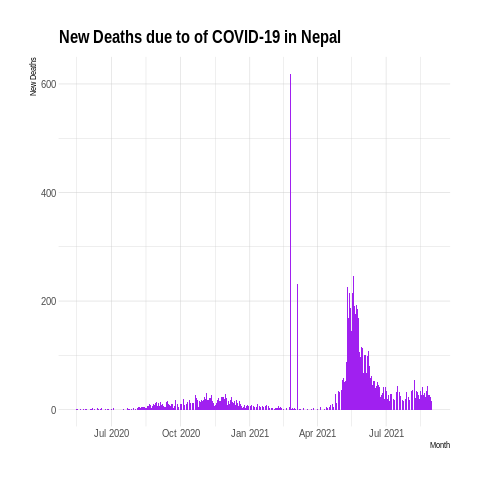 New Deaths due to of COVID-19 in Nepal
New Deaths
600
400
200
0
Jul 2020 Oct 2020 Jan 2021 Apr 2021 Jul 2021
Month